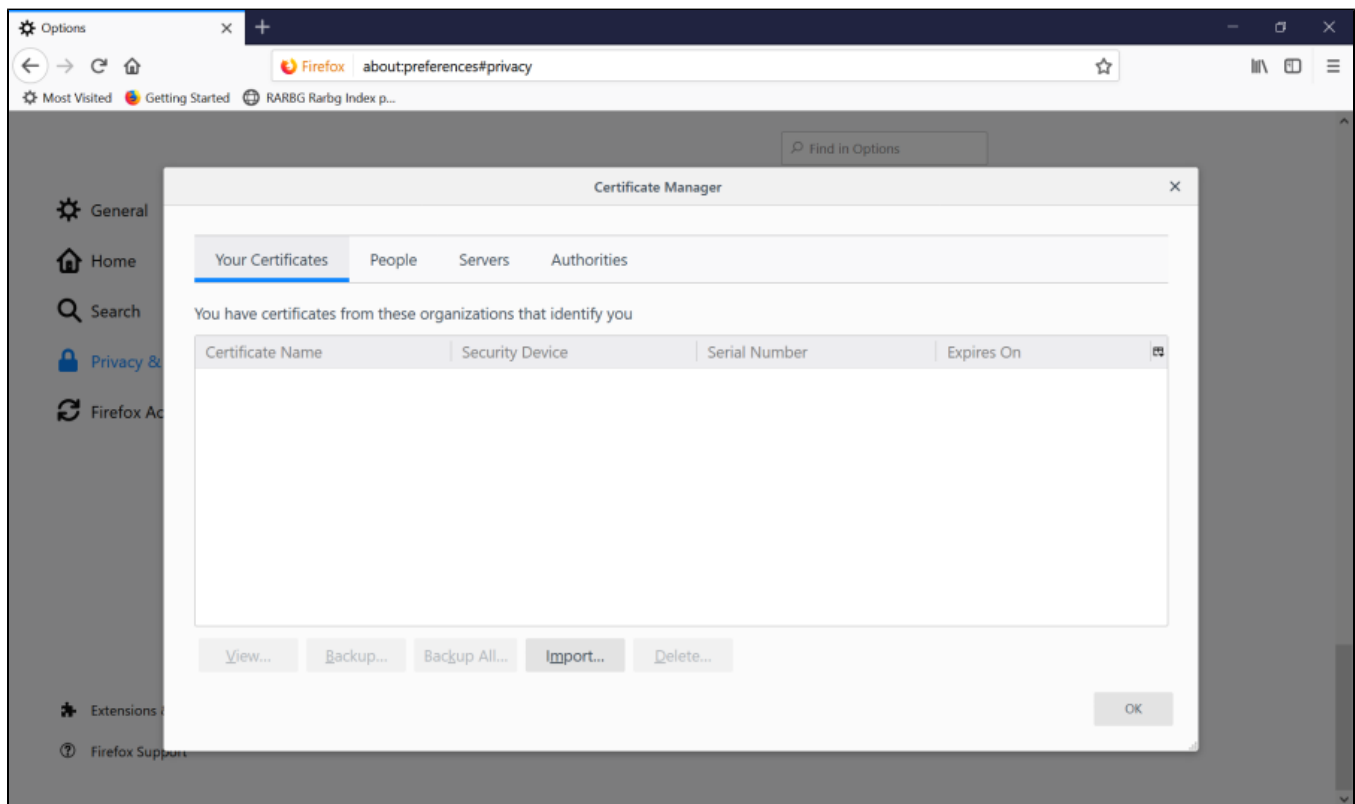 Options
Firefox about:preferences#privacy
Most Visited Getting Started RARBG Rarbg Index p...
Find in Options
Certificate Manager
General
Your Certificates People Servers Authorities
Home
Search
You have certificates from these organizations that identify you
Certificate Name Security Device Serial Number Expires On
Privacy &
Firefox Ac
View... Backup... Backup All... Import... Delete...
OK
Extensions
Firefox Support